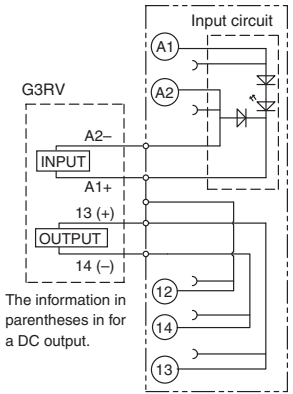 Input circuit
A1
A2
G3RV
A2–
INPUT
A1+
13 (+)
OUTPUT
14 (–)
12
14
13
The information in
parentheses in for
a DC output.